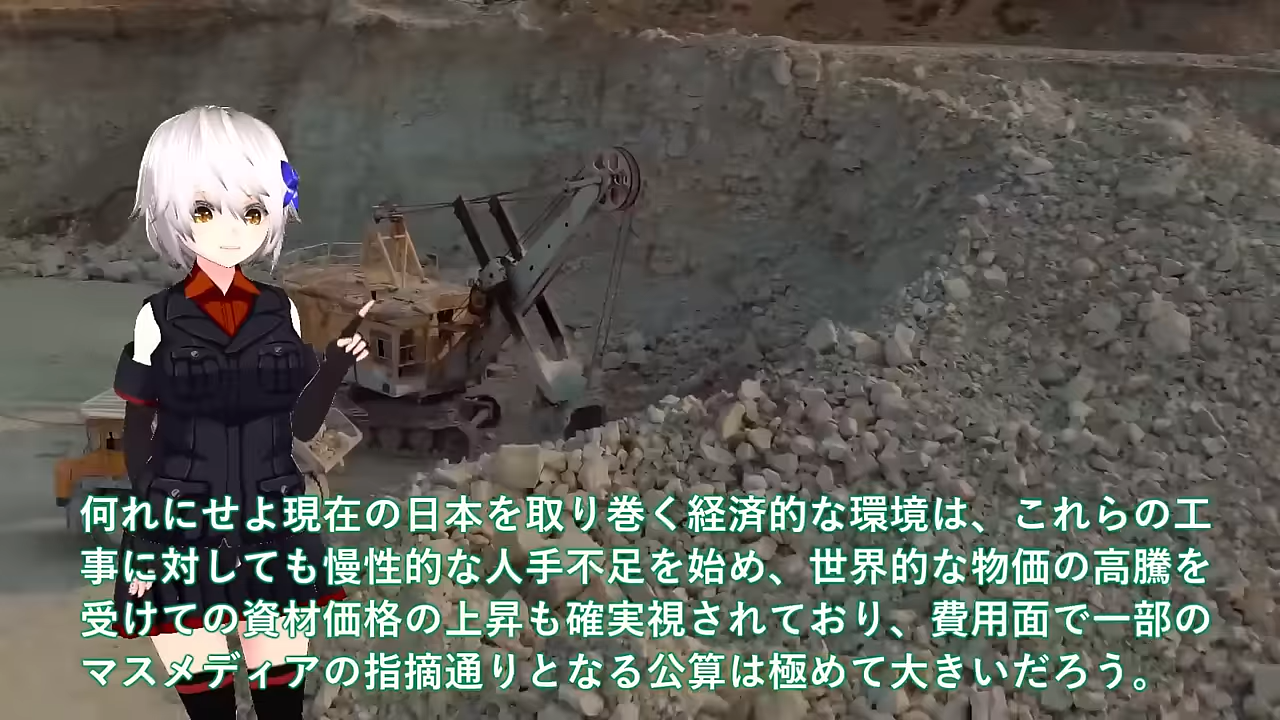 何れにせよ現在の日本を取り巻く経済的な環境は、これらの工
事に対しても慢性的な人手不足を始め、世界的な物価の高騰を
受けての資材価格の上昇も確実視されており、費用面で一部の
マスメディアの指摘通りとなる公算は極めて大きいだろう。